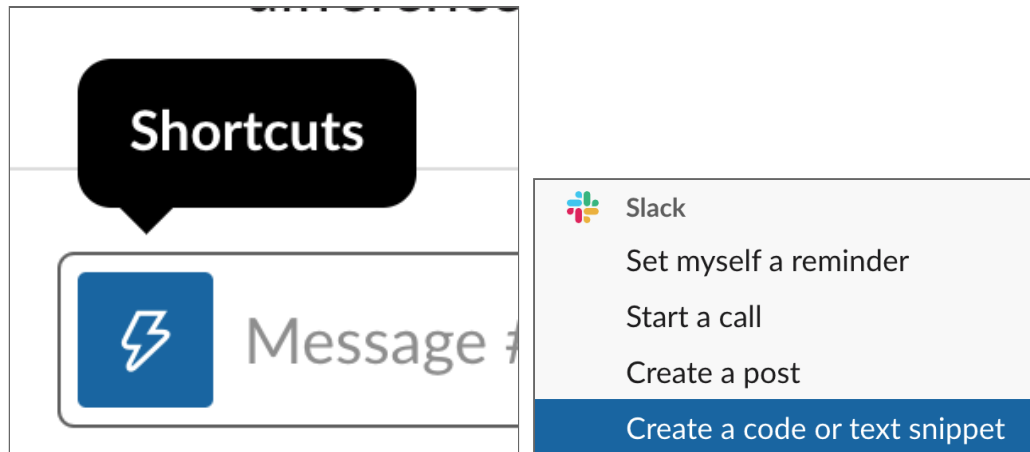 Shortcuts
Message #
Slack
Set myself a reminder
Start a call
Create a post
Create a code or text snippet